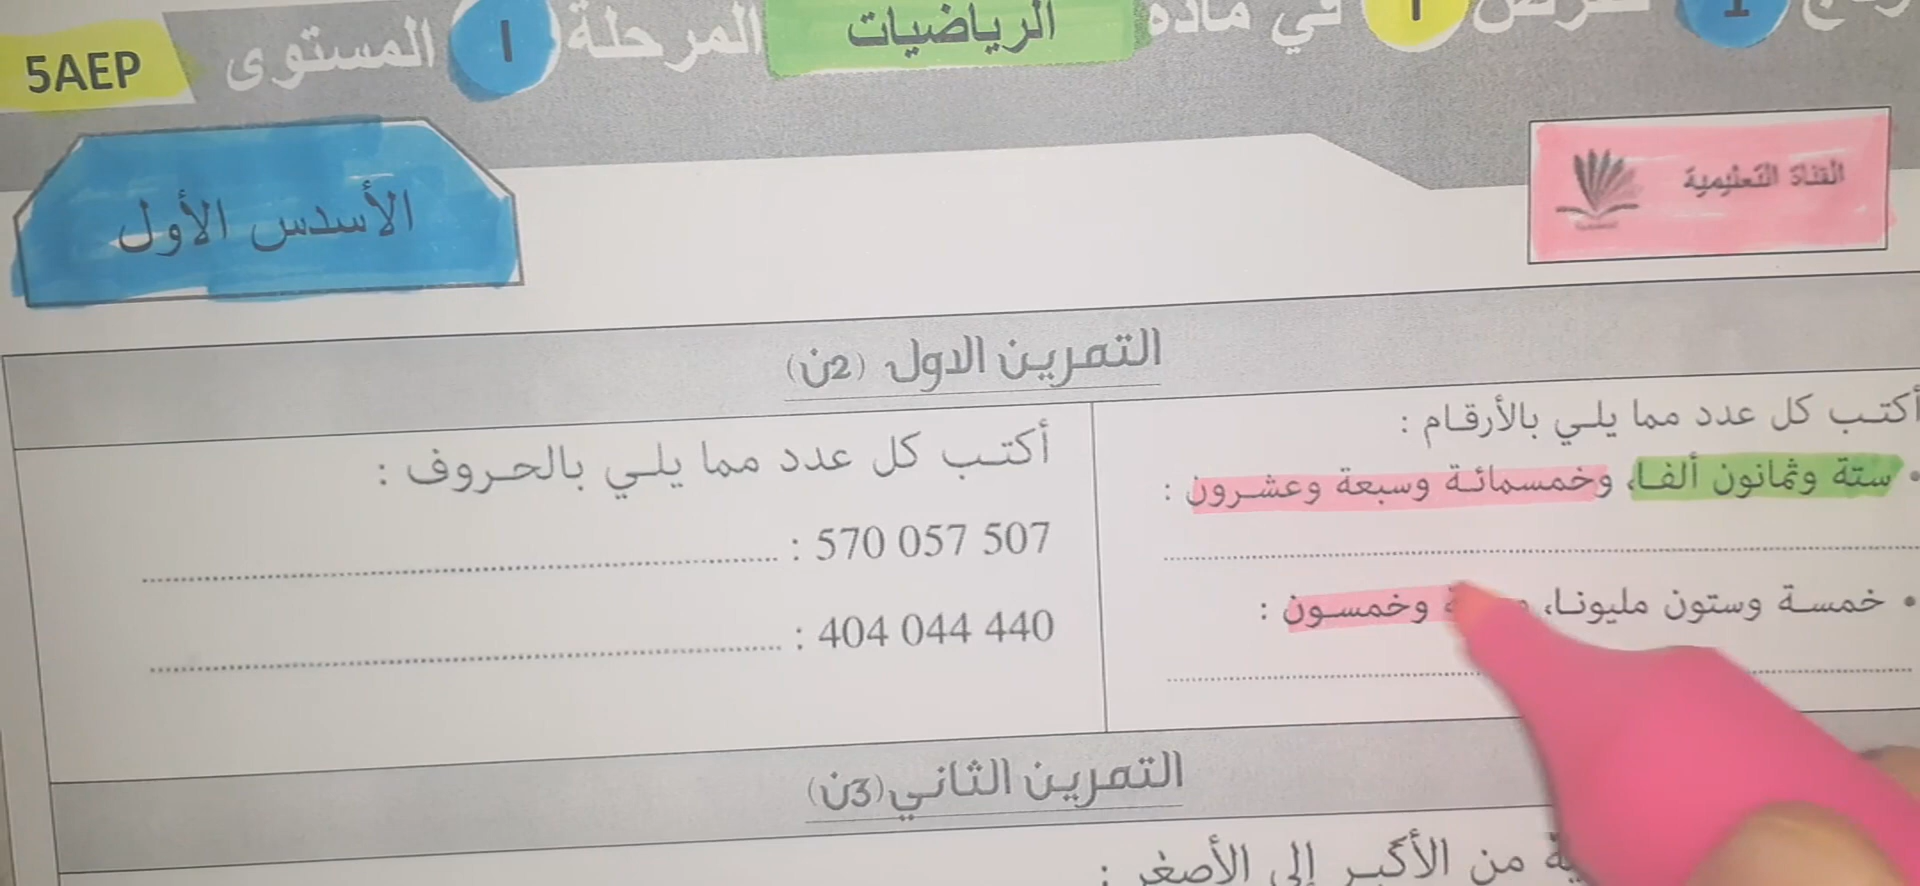 في مادة الرياضيات المرحلة 1 المستوى 5AEP
القناة التعليمية
الأسدس الأول
التمرين الاول (2ن)
أكتب كل عدد مما يلي بالأرقام :
• ستة وثمانون ألفا، وخمسمائة وسبعة وعشرون :
• خمسة وستون مليونا، وخمسون :
أكتب كل عدد مما يلي بالحروف :
570 057 507 :
404 044 440 :
التمرين الثاني (3ن)
من الأكبر إلى الأصغر :